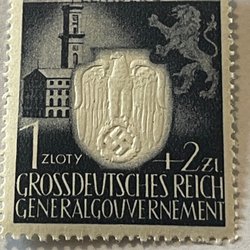 1 ZLOTY +2 Zł.
GROSSDEUTSCHES REICH
GENERALGOUVERNEMENT